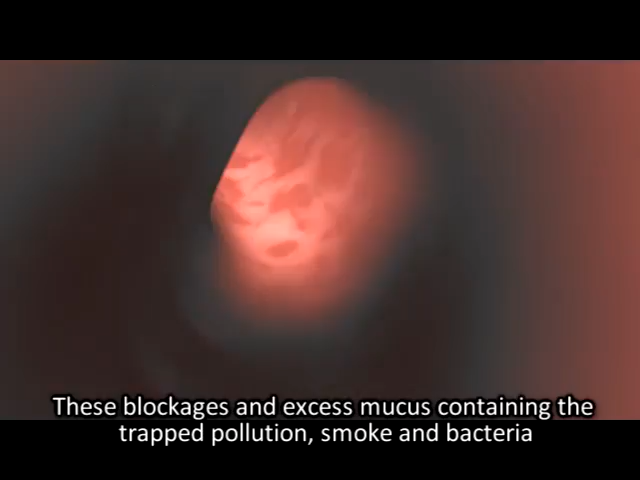 These blockages and excess mucus containing the
trapped pollution, smoke and bacteria